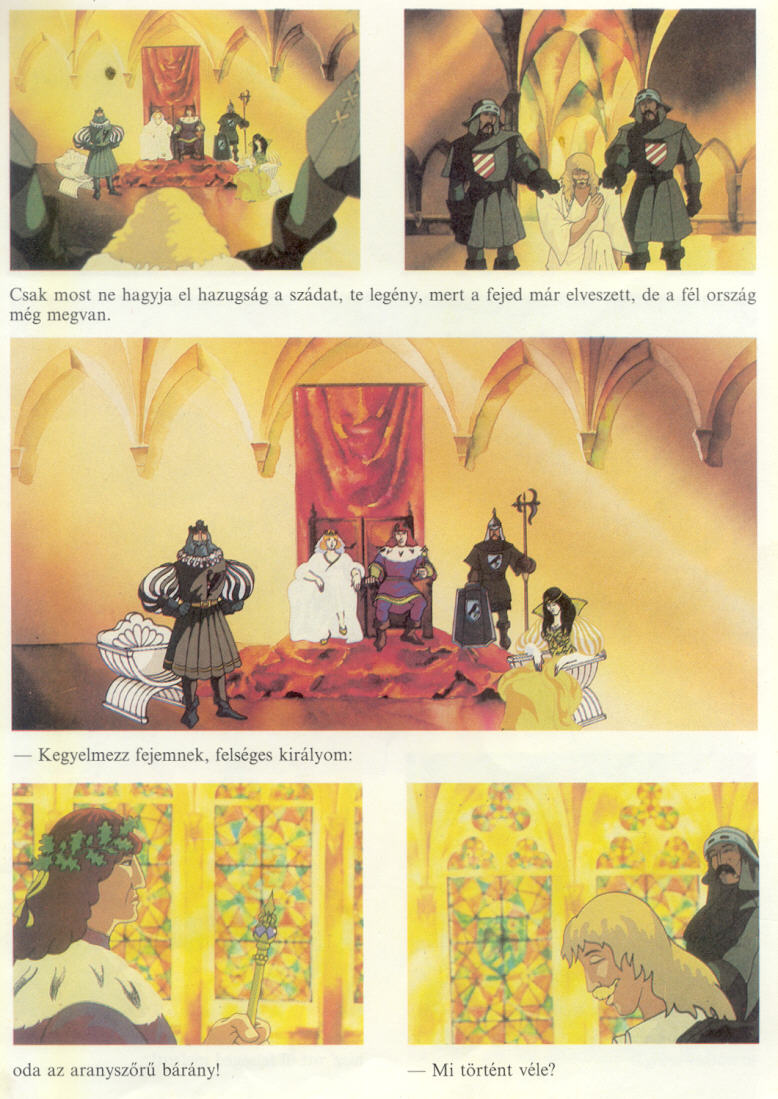 Csak most ne hagyja el hazugság a szádat, te legény, mert a fejed már elveszett, de a fél ország
még megvan.
— Kegyelmezz fejemnek, felséges királyom:
oda az aranyszőrű bárány!
— Mi történt véle?